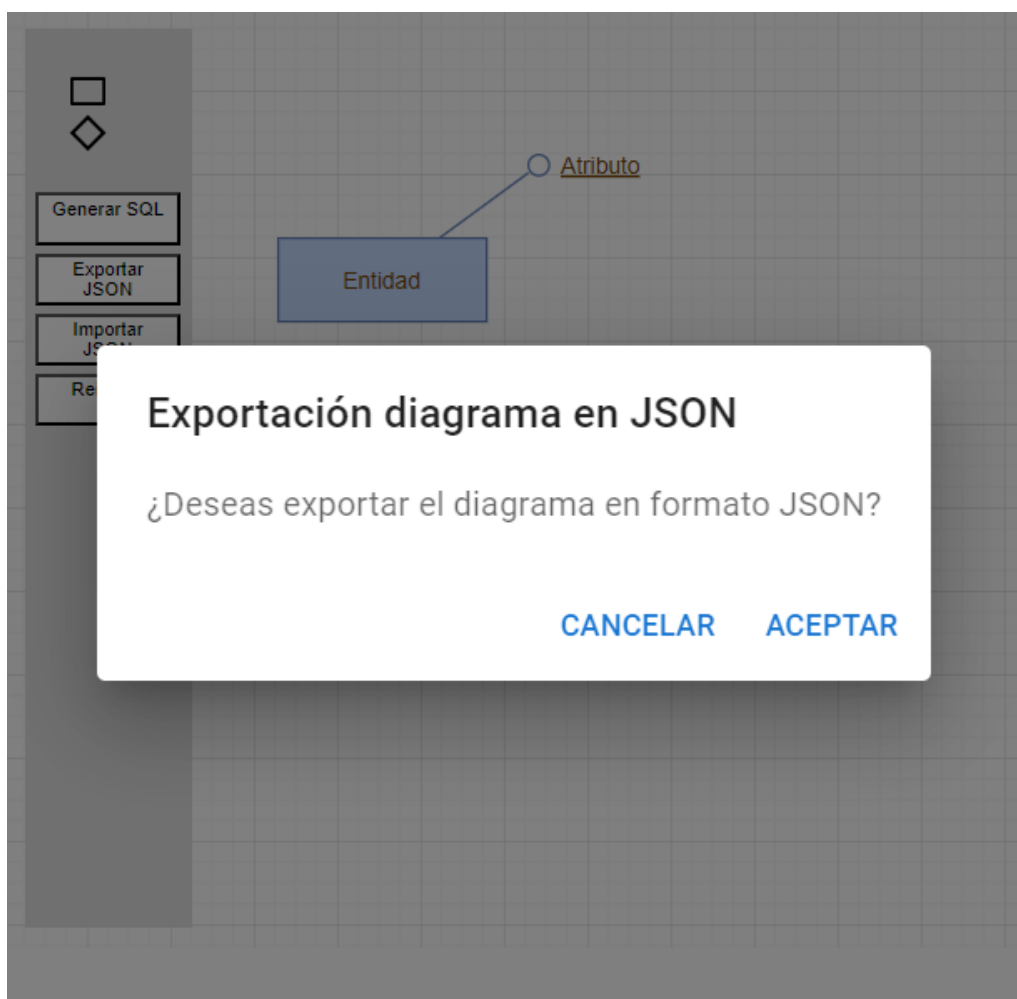 Atributo
Generar SQL
Entidad
Exportar
JSON
Importar
Exportación diagrama en JSON
¿Deseas exportar el diagrama en formato JSON?
CANCELAR ACEPTAR